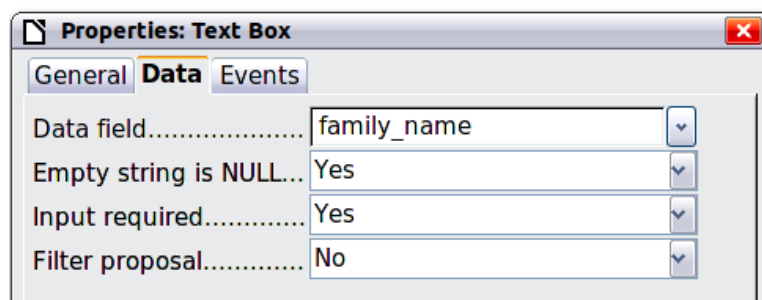 Properties: Text Box
General Data Events
Data field.................... family_name
Empty string is NULL... Yes
Input required............. Yes
Filter proposal............. No